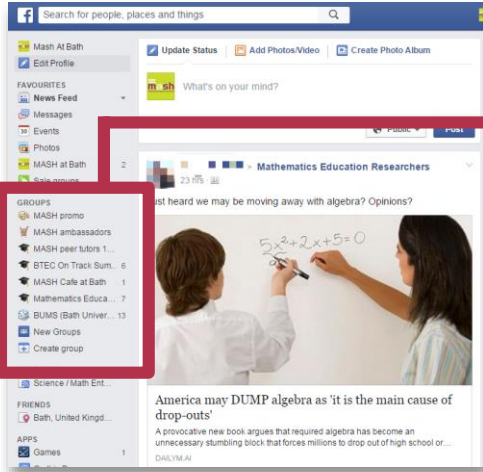 Search for people, places and things
Mash At Bath
Edit Profile
FAVOURITES
News Feed
Messages
Events
Photos
MASH at Bath 2
Sale groups
GROUPS
MASH promo
MASH ambassadors
MASH peer tutors 1...
BTEC On Track Sum.. 6
MASH Cafe at Bath 1
Mathematics Educa... 7
BUMS (Bath Univer... 13
New Groups
Create group
Science / Math Ent...
FRIENDS
Bath, United Kingd...
APPS
Games 1
Update Status Add Photos/Video Create Photo Album
mash What's on your mind?
Public Post
Mathematics Education Researchers
23 hrs
ust heard we may be moving away with algebra? Opinions?
5x²+2x+5=0
America may DUMP algebra as 'it is the main cause of
drop-outs'
A provocative new book argues that required algebra has become an
unnecessary stumbling block that forces millions to drop out of high school or...
DAILYM.AI